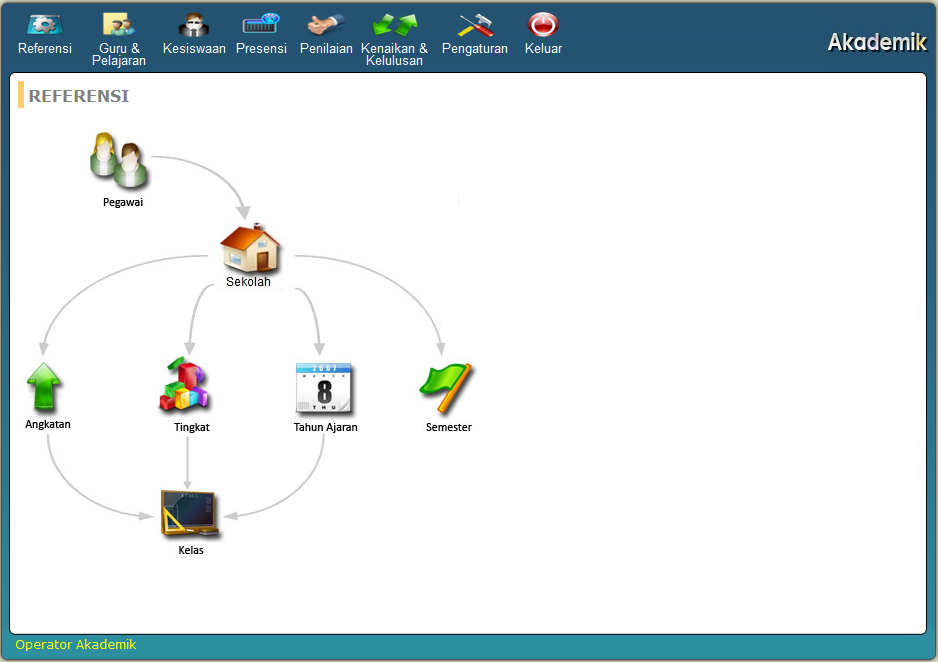 Referensi
Guru &
Pelajaran
Kesiswaan
Presensi
Penilaian
Kenaikan &
Kelulusan
Pengaturan
Keluar
Akademik
REFERENSI
Pegawai
Sekolah
2007
8
THU
Angkatan
Tingkat
Tahun Ajaran
Semester
Kelas
Operator Akademik